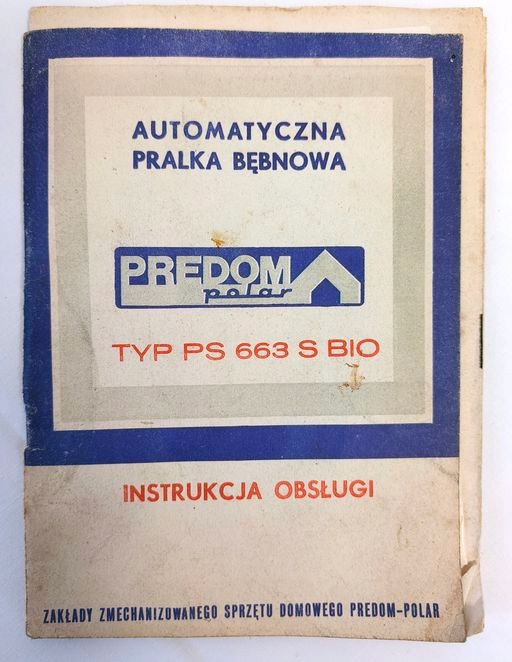 AUTOMATYCZNA
PRALKA BĘBNOWA
PREDOM
polar
TYP PS 663 S BIO
INSTRUKCJA OBSŁUGI
ZAKŁADY ZMECHANIZOWANEGO SPRZĘTU DOMOWEGO PREDOM-POLAR